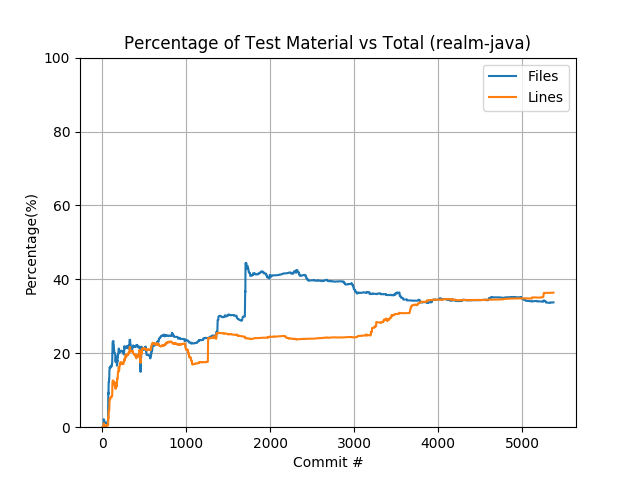 Percentage of Test Material vs Total (realm-java)
Files
Lines
100
80
60
40
20
0
Percentage(%)
0 1000 2000 3000 4000 5000
Commit #